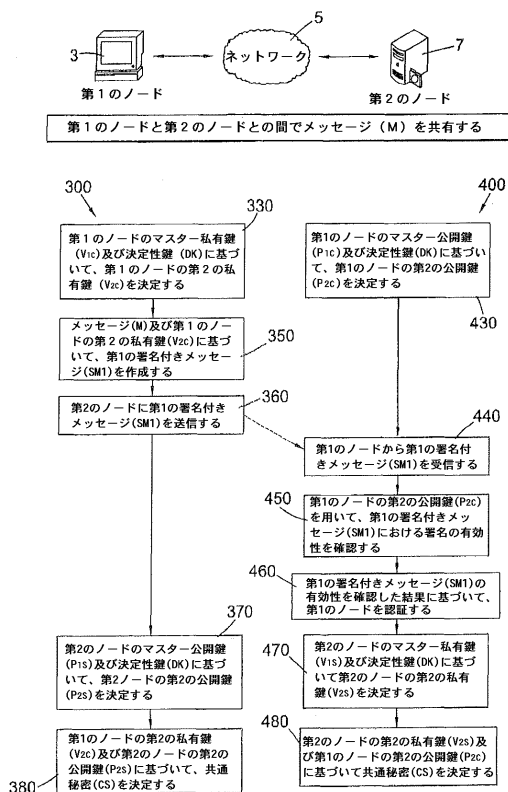 5
3
ネットワーク
7
第1のノード
第2のノード
第1のノードと第2のノードとの間でメッセージ(M)を共有する
300
330
第1のノードのマスター私有鍵
(V1C)及び決定性鍵(DK)に基づ
いて、第1のノードの第2の私
有鍵(V2C)を決定する
メッセージ(M)及び第1のノー
ドの第2の私有鍵(V2C)に基づ
いて、第1の署名付きメッセー
ジ(SM1)を作成する
350
第2のノードに第1の署名付き
メッセージ(SM1)を送信する
360
370
第2のノードのマスター公開鍵
(P1S)及び決定性鍵(DK)に基づ
いて、第2ノードの第2の公開
鍵(P2S)を決定する
第1のノードの第2の私有鍵
(V2C)及び第2のノードの第2の
公開鍵(P2S)に基づいて、共通
秘密(CS)を決定する
380
400
第1のノードのマスター公開鍵
(P1C)及び決定性鍵(DK)に基づい
て、第1のノードの第2の公開鍵
(P2C)を決定する
430
440
第1のノードから第1の署名付
きメッセージ(SM1)を受信する
450
第1のノードの第2の公開鍵(P2C)
を用いて、第1の署名付きメッ
セージ(SM1)における署名の有効
性を確認する
460
第1の署名付きメッセージ(SM1)の
有効性を確認した結果に基づいて、
第1のノードを認証する
470
第2のノードのマスター私有鍵
(V1S)及び決定性鍵(DK)に基づ
いて第2のノードの第2の私有
鍵(V2S)を決定する
480
第2のノードの第2の私有鍵(V2S)及
び第1のノードの第2の公開鍵(P2C)
に基づいて共通秘密(CS)を決定する